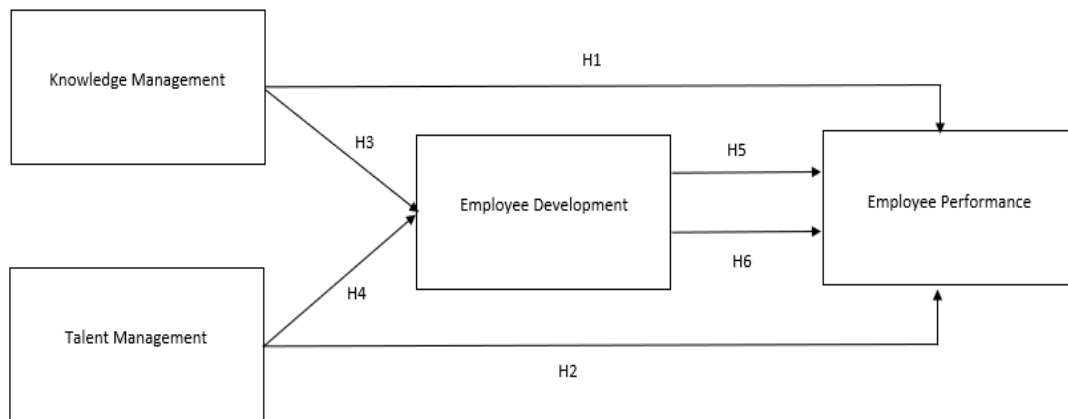 Knowledge Management
H1
H3
Employee Development
H5
Employee Performance
H6
H4
Talent Management
H2